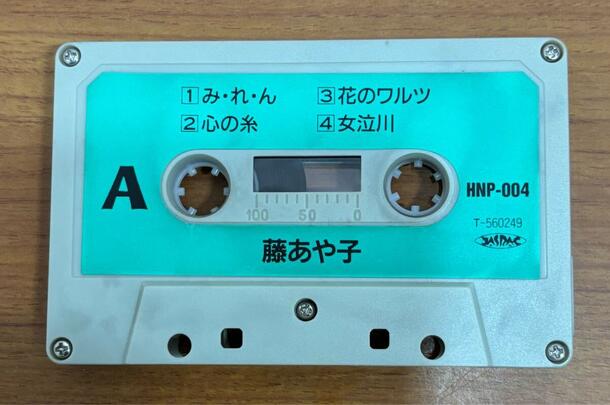 1 み・れ・ん 3 花のワルツ
2 心の糸 4 女泣川
A
HNP-004
100 50 0
T-560249
JASRAC
藤あや子